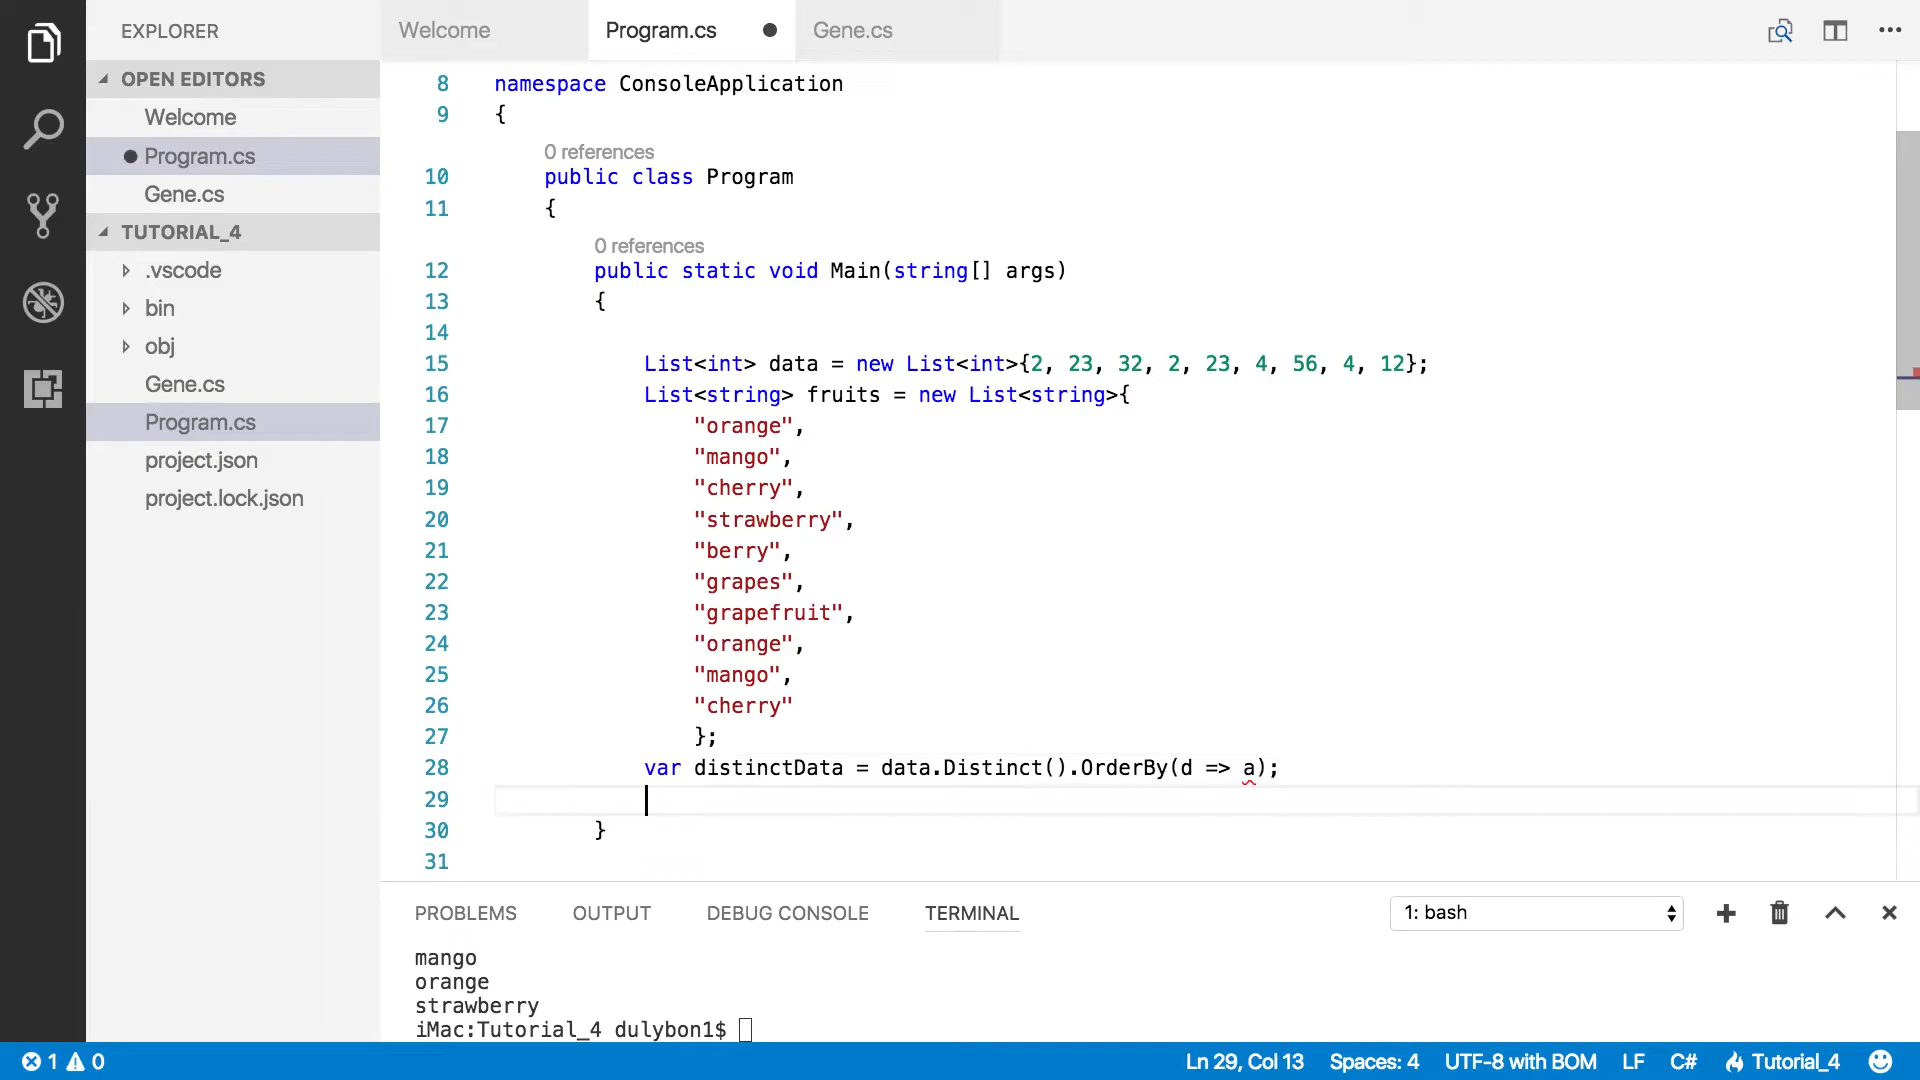 EXPLORER
OPEN EDITORS
Welcome
Program.cs
Gene.cs
TUTORIAL_4
.vscode
bin
obj
Gene.cs
Program.cs
project.json
project.lock.json
Welcome Program.cs Gene.cs
8 namespace ConsoleApplication
9 {
0 references
10 public class Program
11 {
0 references
12 public static void Main(string[] args)
13 {
14
15 List<int> data = new List<int>{2, 23, 32, 2, 23, 4, 56, 4, 12};
16 List<string> fruits = new List<string>{
17 "orange",
18 "mango",
19 "cherry",
20 "strawberry",
21 "berry",
22 "grapes",
23 "grapefruit",
24 "orange",
25 "mango",
26 "cherry"
27 };
28 var distinctData = data.Distinct().OrderBy(d => a);
29
30 }
31
PROBLEMS OUTPUT DEBUG CONSOLE TERMINAL 1: bash
mango
orange
strawberry
iMac:Tutorial_4 dulybon1$
1 0 Ln 29, Col 13 Spaces: 4 UTF-8 with BOM LF C# Tutorial_4